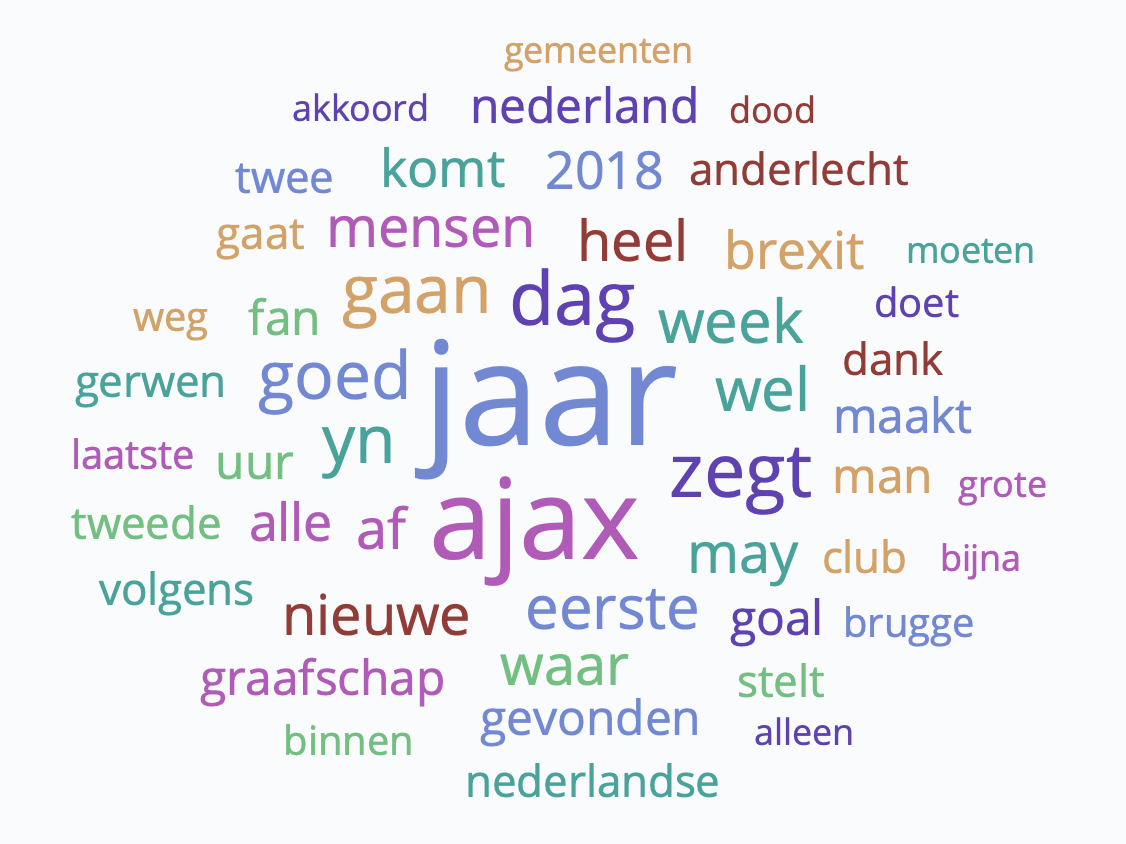 gemeenten
akkoord nederland dood
twee komt 2018 anderlecht
gaat mensen heel brexit moeten
weg fan gaan dag week doet
gerwen goed jaar wel dank
maakt
laatste uur yn zegt man grote
tweede alle af ajax may club bijna
volgens nieuwe eerste goal brugge
graafschap waar stelt
binnen gevonden alleen
nederlandse